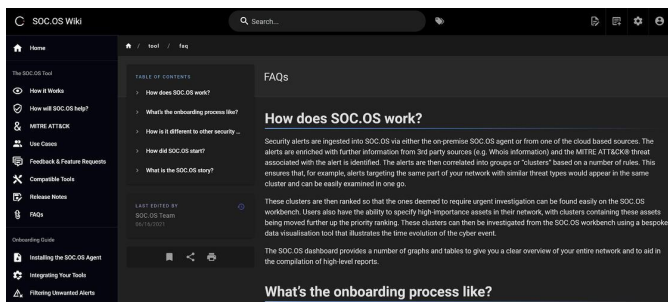 SOC.OS Wiki
Search...
Home
/ tool / faq
The SOC.OS Tool
How it Works
How will SOC.OS help?
MITRE ATT&CK
Use Cases
Feedback & Feature Requests
Compatible Tools
Release Notes
FAQs
Onboarding Guide
Installing the SOC.OS Agent
Integrating Your Tools
Filtering Unwanted Alerts
TABLE OF CONTENTS
How does SOC.OS work?
What's the onboarding process like?
How is it different to other security ...
How did SOC.OS start?
What is the SOC.OS story?
LAST EDITED BY
SOC.OS Team
06/16/2021
FAQs
How does SOC.OS work?
Security alerts are ingested into SOC.OS via either the on-premise SOC.OS agent or from one of the cloud based sources. The
alerts are enriched with further information from 3rd party sources (e.g. Whois information) and the MITRE ATT&CK® threat
associated with the alert is identified. The alerts are then correlated into groups or "clusters" based on a number of rules. This
ensures that, for example, alerts targeting the same part of your network with similar threat types would appear in the same
cluster and can be easily examined in one go.
These clusters are then ranked so that the ones deemed to require urgent investigation can be found easily on the SOC.OS
workbench. Users also have the ability to specify high-importance assets in their network, with clusters containing these assets
being moved further up the priority ranking. These clusters can then be investigated from the SOC.OS workbench using a bespoke
data visualisation tool that illustrates the time evolution of the cyber event.
The SOC.OS dashboard provides a number of graphs and tables to give you a clear overview of your entire network and to aid in
the compilation of high-level reports.
What's the onboarding process like?